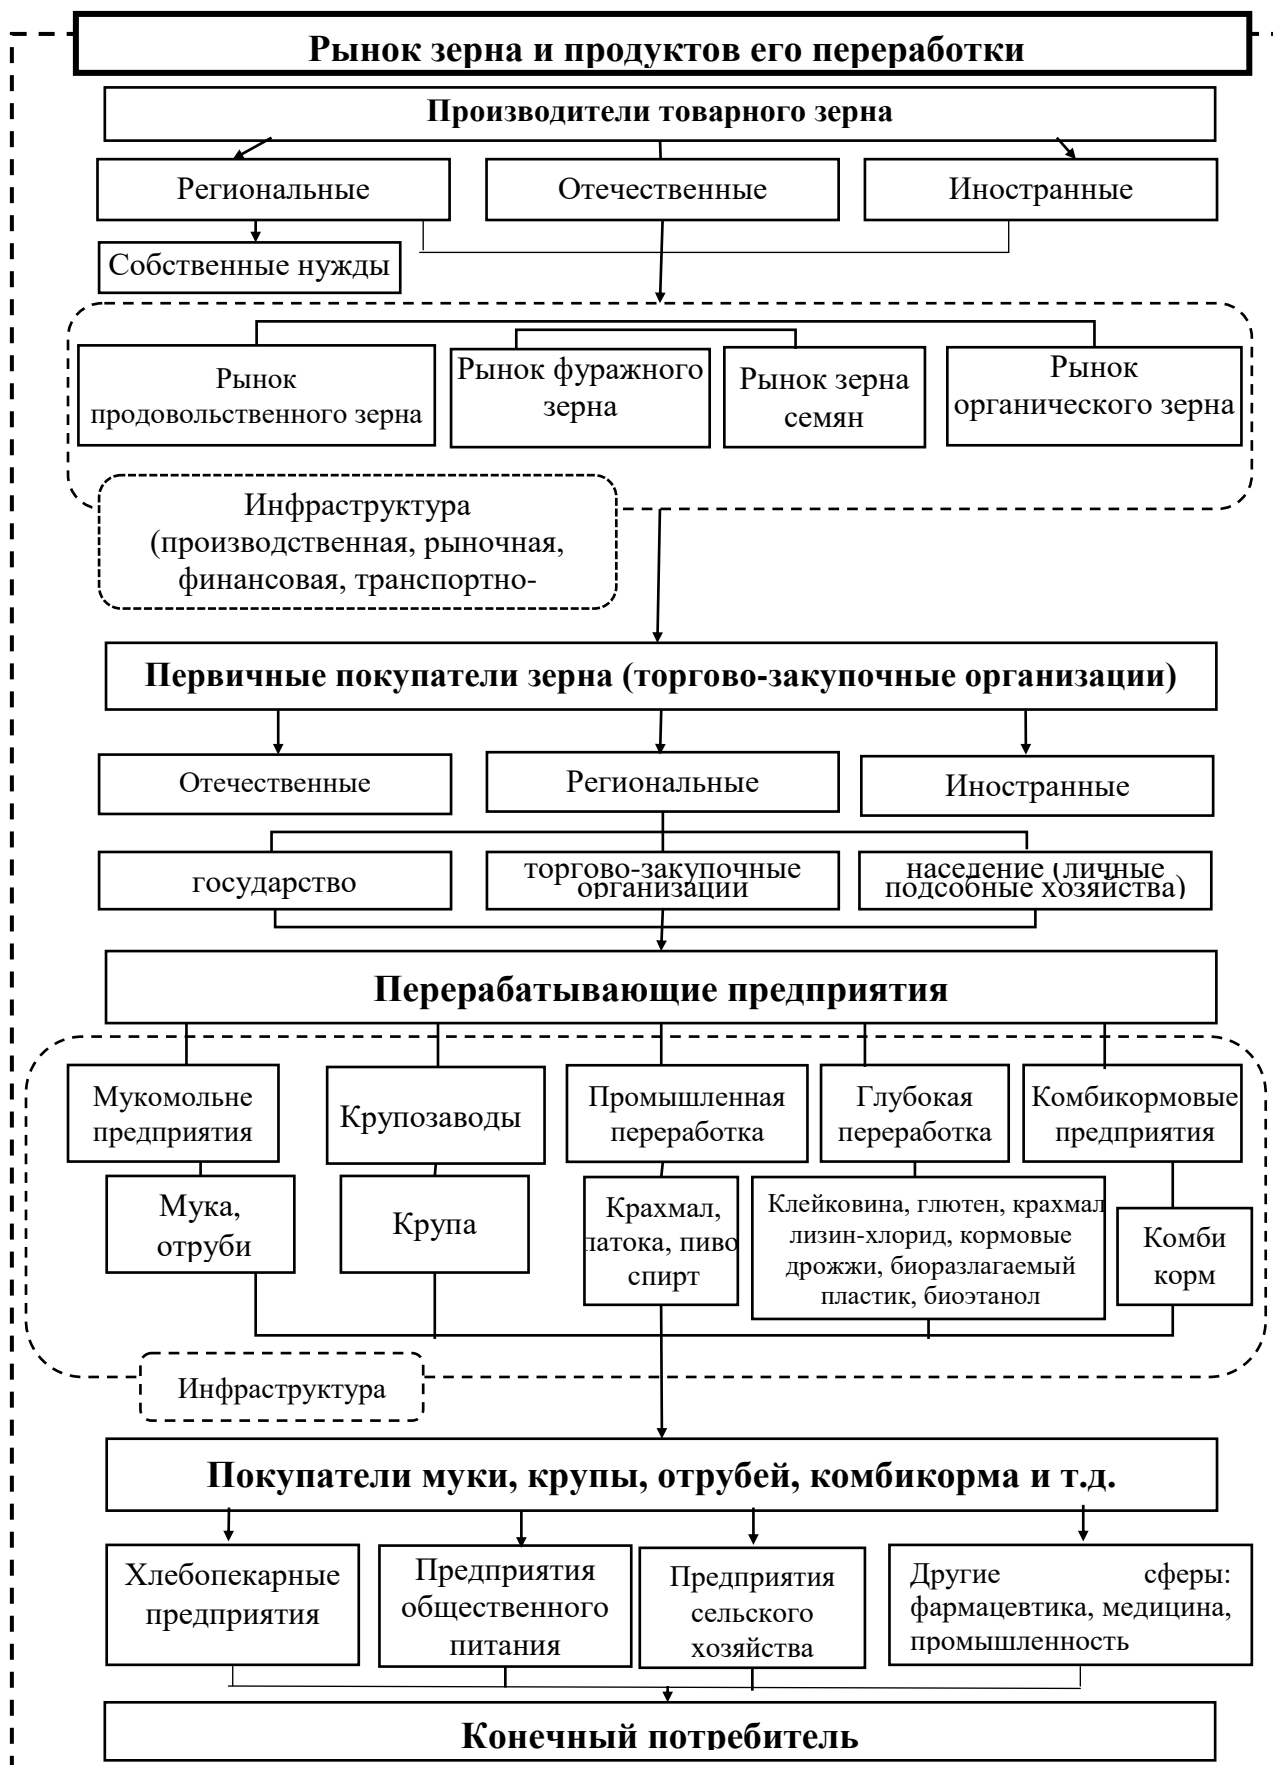 Рынок зерна и продуктов его переработки
Производители товарного зерна
Региональные
Отечественные
Иностранные
Собственные нужды
Рынок
продовольственного зерна
Рынок фуражного
зерна
Рынок зерна
семян
Рынок
органического зерна
Инфраструктура
(производственная, рыночная,
финансовая, транспортно-
Первичные покупатели зерна (торгово-закупочные организации)
Отечественные
Региональные
Иностранные
государство
торгово-закупочные
организации
население (личные
подсобные хозяйства)
Перерабатывающие предприятия
Мукомольне
предприятия
Крупозаводы
Промышленная
переработка
Глубокая
переработка
Комбикормовые
предприятия
Мука,
отруби
Крупа
Крахмал,
патока, пиво
спирт
Клейковина, глютен, крахмал
лизин-хлорид, кормовые
дрожжи, биоразлагаемый
пластик, биоэтанол
Комби
корм
Инфраструктура
Покупатели муки, крупы, отрубей, комбикорма и т.д.
Хлебопекарные
предприятия
Предприятия
общественного
питания
Предприятия
сельского
хозяйства
Другие сферы:
фармацевтика, медицина,
промышленность
Конечный потребитель